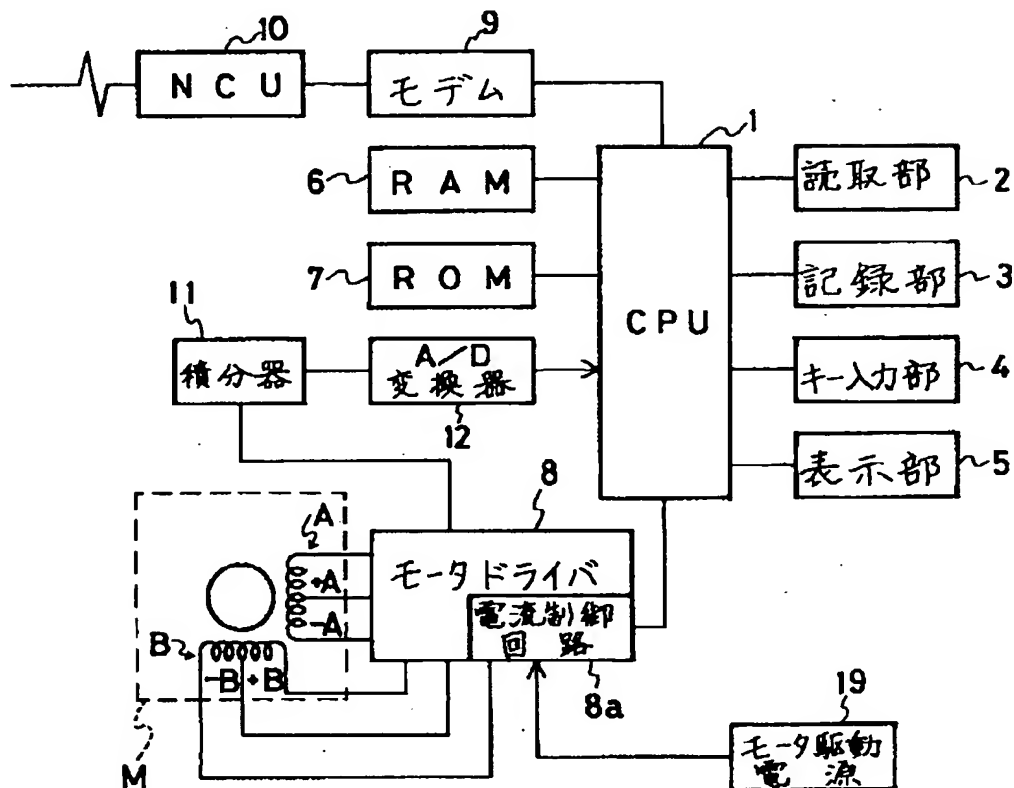 10
NCU
9
モデム
1
CPU
6
RAM
7
ROM
読取部
2
記録部
3
キー入力部
4
表示部
5
11
積分器
A/D
変換器
12
8
モータドライバ
電流制御
回路
8a
A
+A
-A
B
-B +B
M
19
モータ駆動
電源